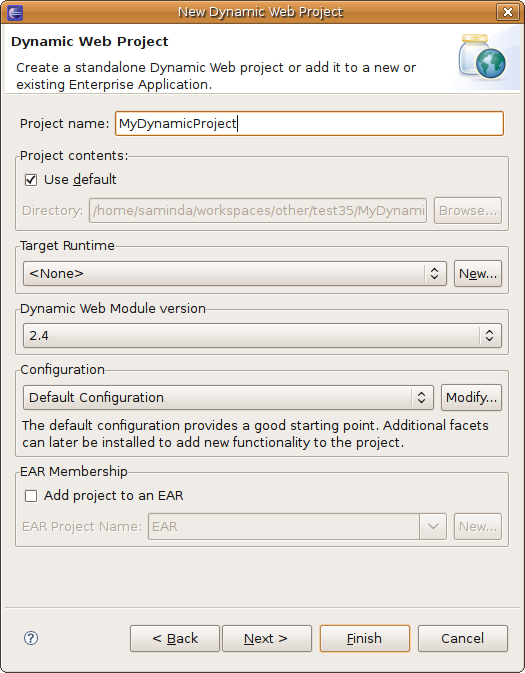 New Dynamic Web Project
Dynamic Web Project
Create a standalone Dynamic Web project or add it to a new or
existing Enterprise Application.
Project name: MyDynamicProject
Project contents:
Use default
Directory: /home/saminda/workspaces/other/test35/MyDynami Browse...
Target Runtime
<None> New...
Dynamic Web Module version
2.4
Configuration
Default Configuration Modify...
The default configuration provides a good starting point. Additional facets
can later be installed to add new functionality to the project.
EAR Membership
Add project to an EAR
EAR Project Name: EAR New...
? < Back Next > Finish Cancel